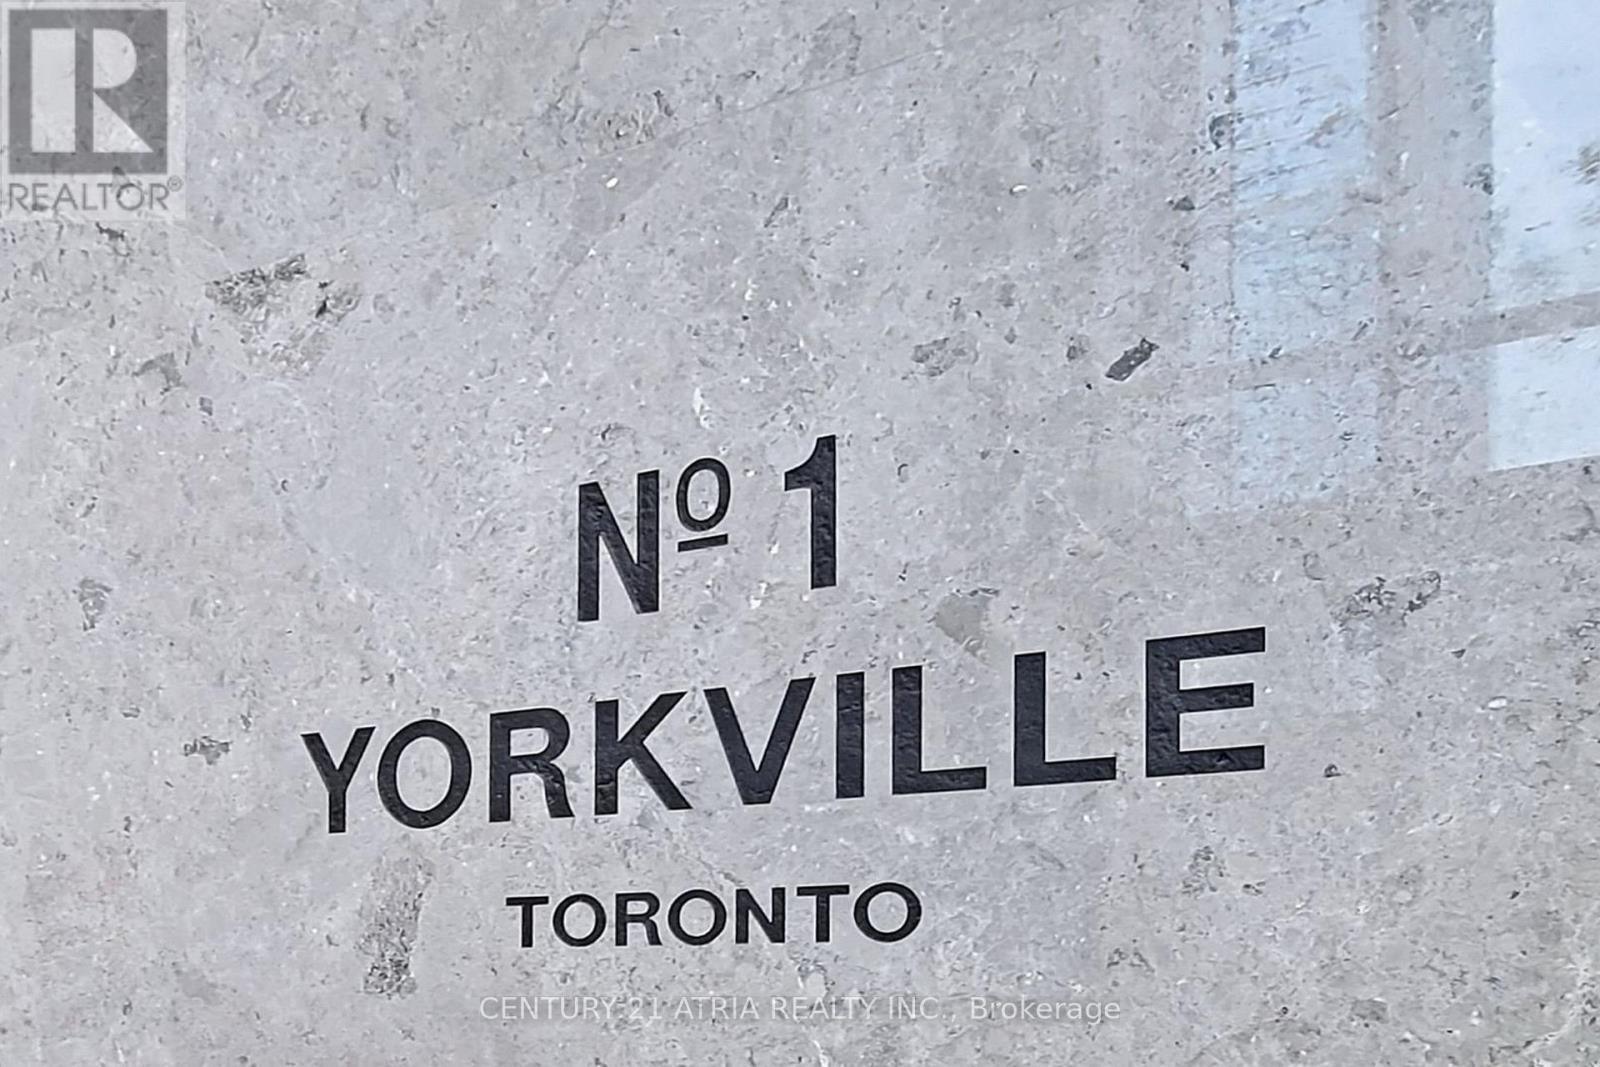 REALTOR®
Nº 1
YORKVILLE
TORONTO
CENTURY 21 ATRIA REALTY INC., Brokerage